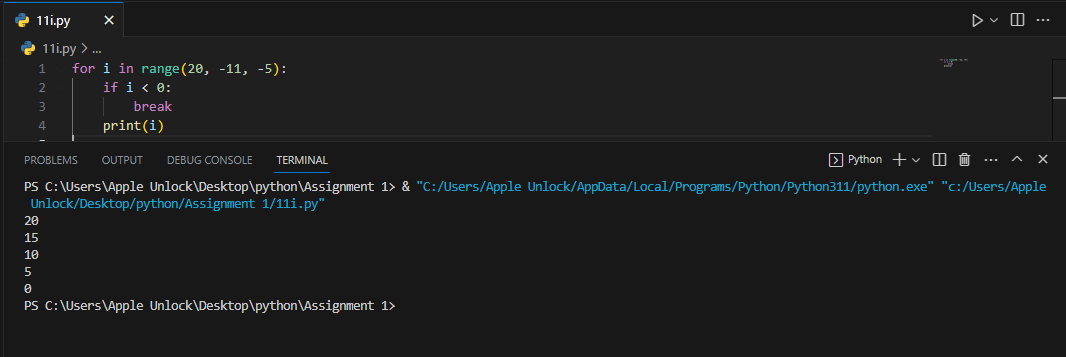 11i.py
11i.py > ...
1 for i in range(20, -11, -5):
2     if i < 0:
3         break
4     print(i)
5
PROBLEMS OUTPUT DEBUG CONSOLE TERMINAL Python
PS C:\Users\Apple Unlock\Desktop\python\Assignment 1> & "C:/Users/Apple Unlock/AppData/Local/Programs/Python/Python311/python.exe" "c:/Users/Apple
Unlock/Desktop/python/Assignment 1/11i.py"
20
15
10
5
0
PS C:\Users\Apple Unlock\Desktop\python\Assignment 1>